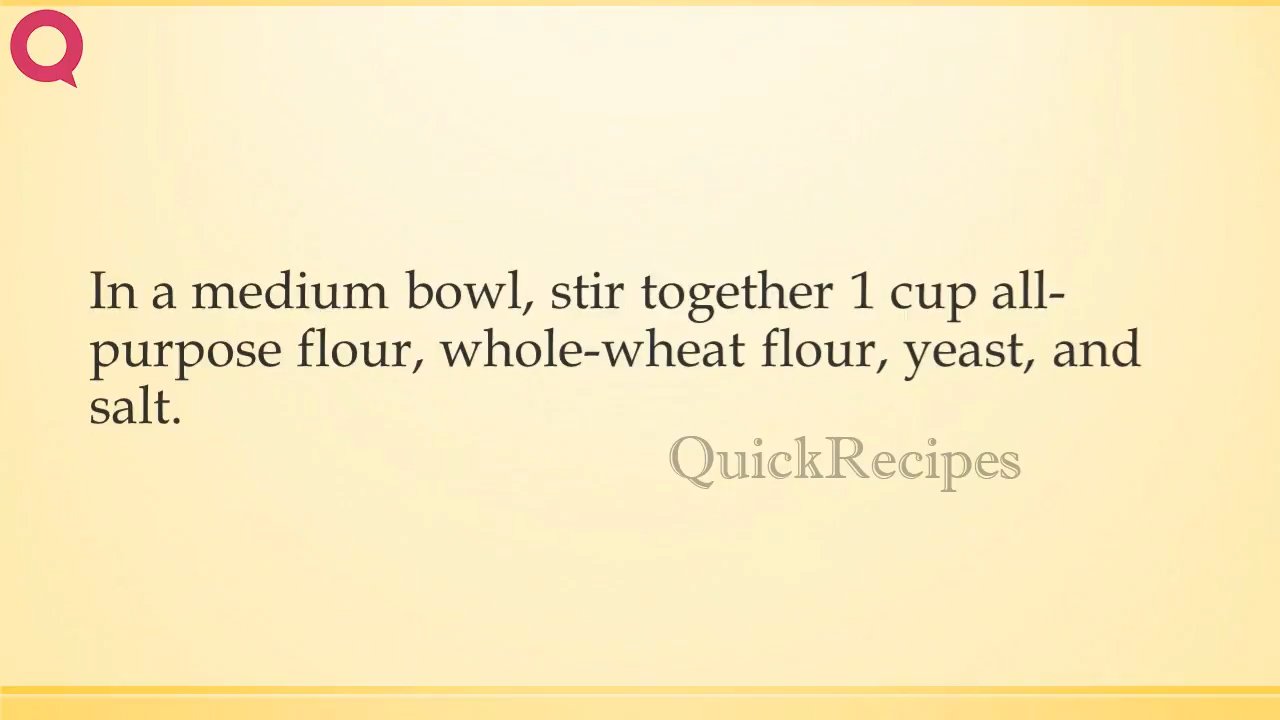 In a medium bowl, stir together 1 cup all-
purpose flour, whole-wheat flour, yeast, and
salt.
QuickRecipes